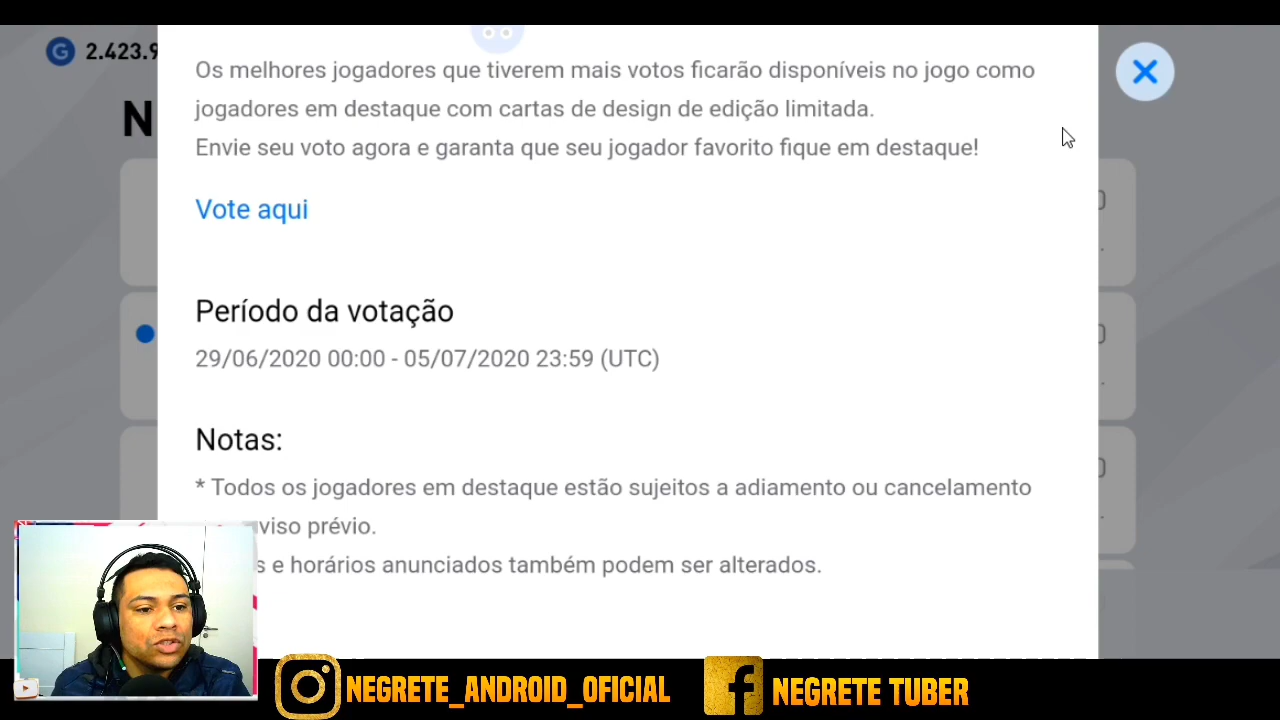 G 2.423.9
Os melhores jogadores que tiverem mais votos ficarão disponíveis no jogo como
jogadores em destaque com cartas de design de edição limitada.
N
Envie seu voto agora e garanta que seu jogador favorito fique em destaque!
Vote aqui
Período da votação
29/06/2020 00:00 - 05/07/2020 23:59 (UTC)
Notas:
* Todos os jogadores em destaque estão sujeitos a adiamento ou cancelamento
viso prévio.
s e horários anunciados também podem ser alterados.
NEGRETE_ANDROID_OFICIAL
f NEGRETE TUBER